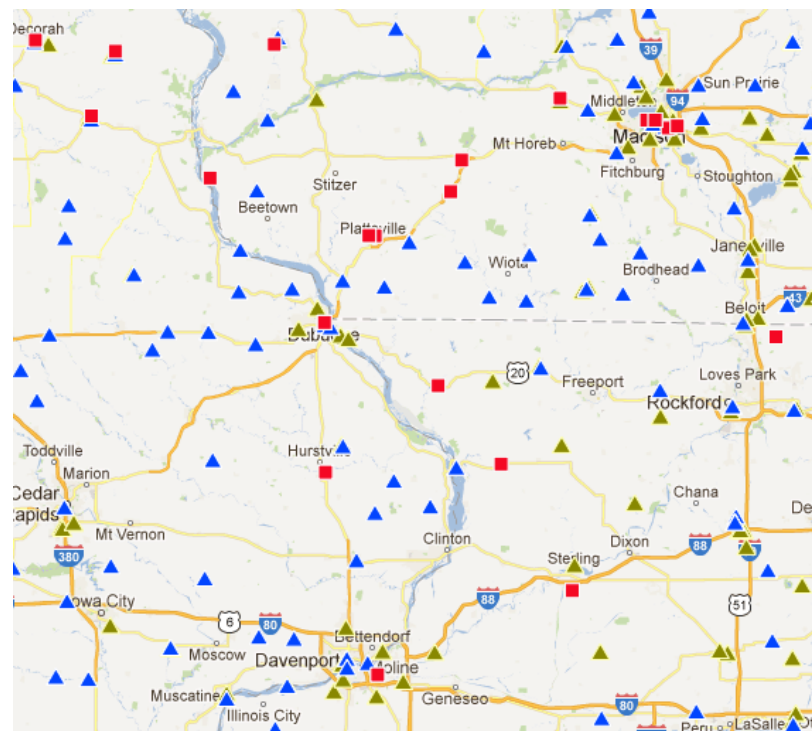 Decorah
39
Sun Prairie
Middleton
94
Madison
Mt Horeb
Fitchburg
Stoughton
Stitzer
Beetown
Platteville
Janesville
Wiota
Brodhead
43
Beloit
Dubuque
20
Freeport
Loves Park
Rockford
Toddville
Hurstville
Marion
Chana
Cedar
Rapids
De
Mt Vernon
Clinton
Dixon
88
380
Sterling
88
51
Iowa City
80
6
Moscow
Bettendorf
Davenport
Moline
Muscatine
Geneseo
Illinois City
80
Peru
LaSalle